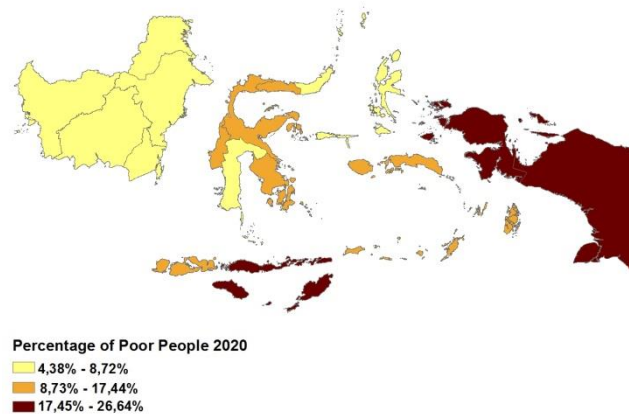 Percentage of Poor People 2020
4,38% - 8,72%
8,73% - 17,44%
17,45% - 26,64%